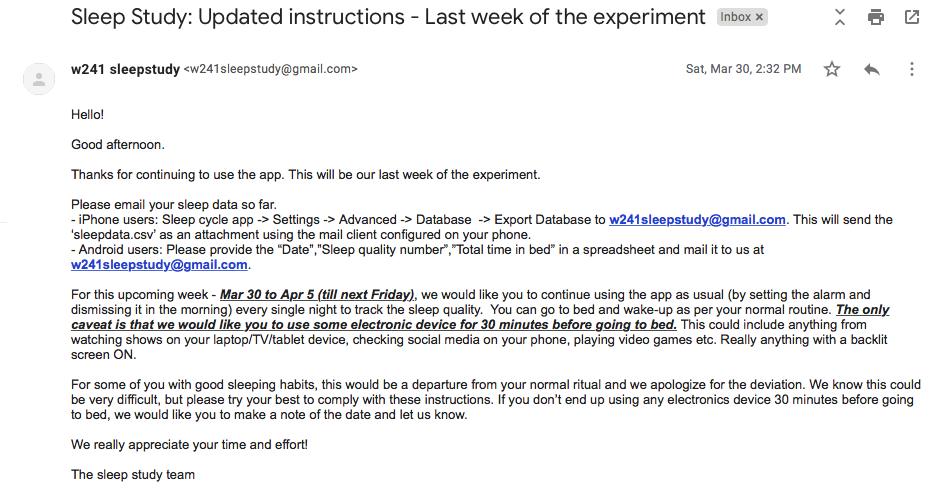 Sleep Study: Updated instructions - Last week of the experiment Inbox ×
w241 sleepstudy <w241sleepstudy@gmail.com> Sat, Mar 30, 2:32 PM
Hello!
Good afternoon.
Thanks for continuing to use the app. This will be our last week of the experiment.
Please email your sleep data so far.
- iPhone users: Sleep cycle app -> Settings -> Advanced -> Database -> Export Database to w241sleepstudy@gmail.com. This will send the
'sleepdata.csv' as an attachment using the mail client configured on your phone.
- Android users: Please provide the “Date”,”Sleep quality number”,”Total time in bed” in a spreadsheet and mail it to us at
w241sleepstudy@gmail.com.
For this upcoming week - Mar 30 to Apr 5 (till next Friday), we would like you to continue using the app as usual (by setting the alarm and
dismissing it in the morning) every single night to track the sleep quality. You can go to bed and wake-up as per your normal routine. The only
caveat is that we would like you to use some electronic device for 30 minutes before going to bed. This could include anything from
watching shows on your laptop/TV/tablet device, checking social media on your phone, playing video games etc. Really anything with a backlit
screen ON.
For some of you with good sleeping habits, this would be a departure from your normal ritual and we apologize for the deviation. We know this could
be very difficult, but please try your best to comply with these instructions. If you don’t end up using any electronics device 30 minutes before going
to bed, we would like you to make a note of the date and let us know.
We really appreciate your time and effort!
The sleep study team